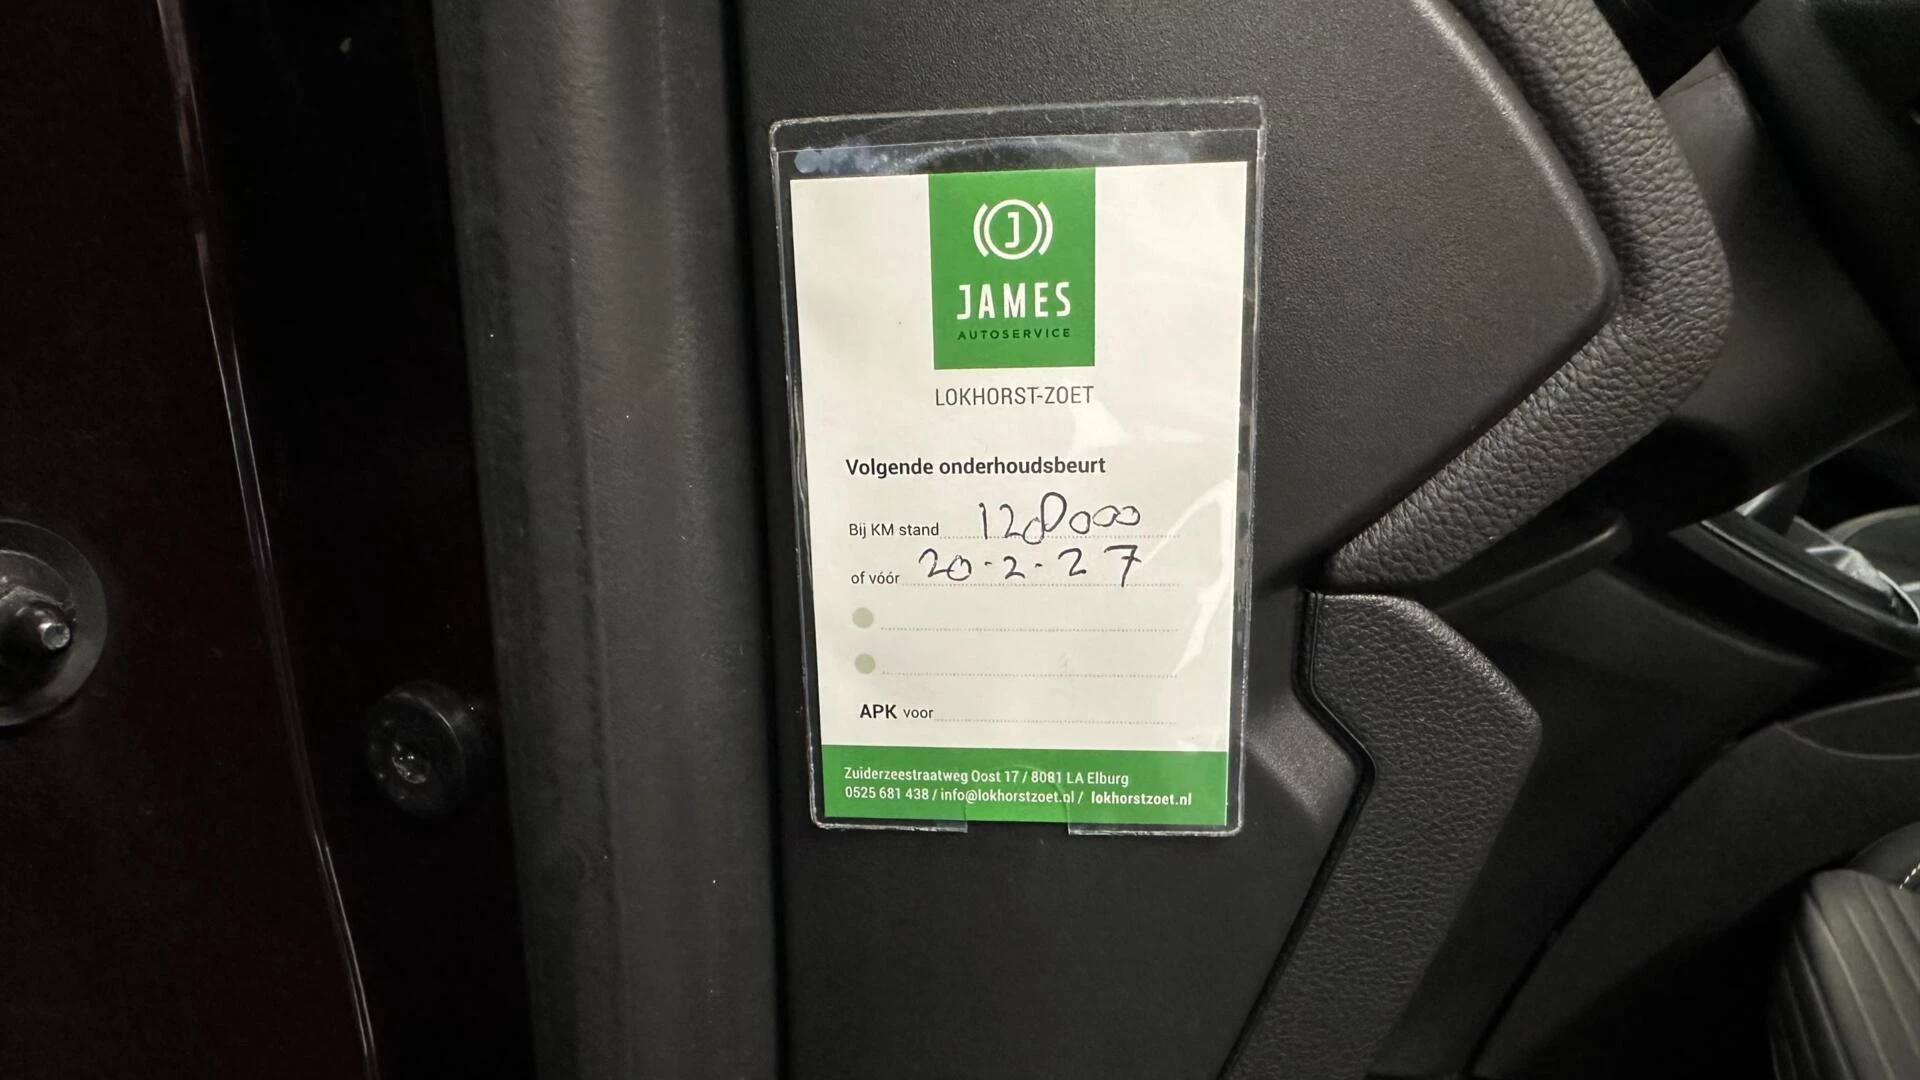 J
JAMES
AUTOSERVICE
LOKHORST-ZOET
Volgende onderhoudsbeurt
Bij KM stand 120000
of vóór 20-2-27
APK voor
Zuiderzeestraatweg Oost 17 / 8081 LA Elburg
0525 681 438 / info@lokhorstzoet.nl / lokhorstzoet.nl